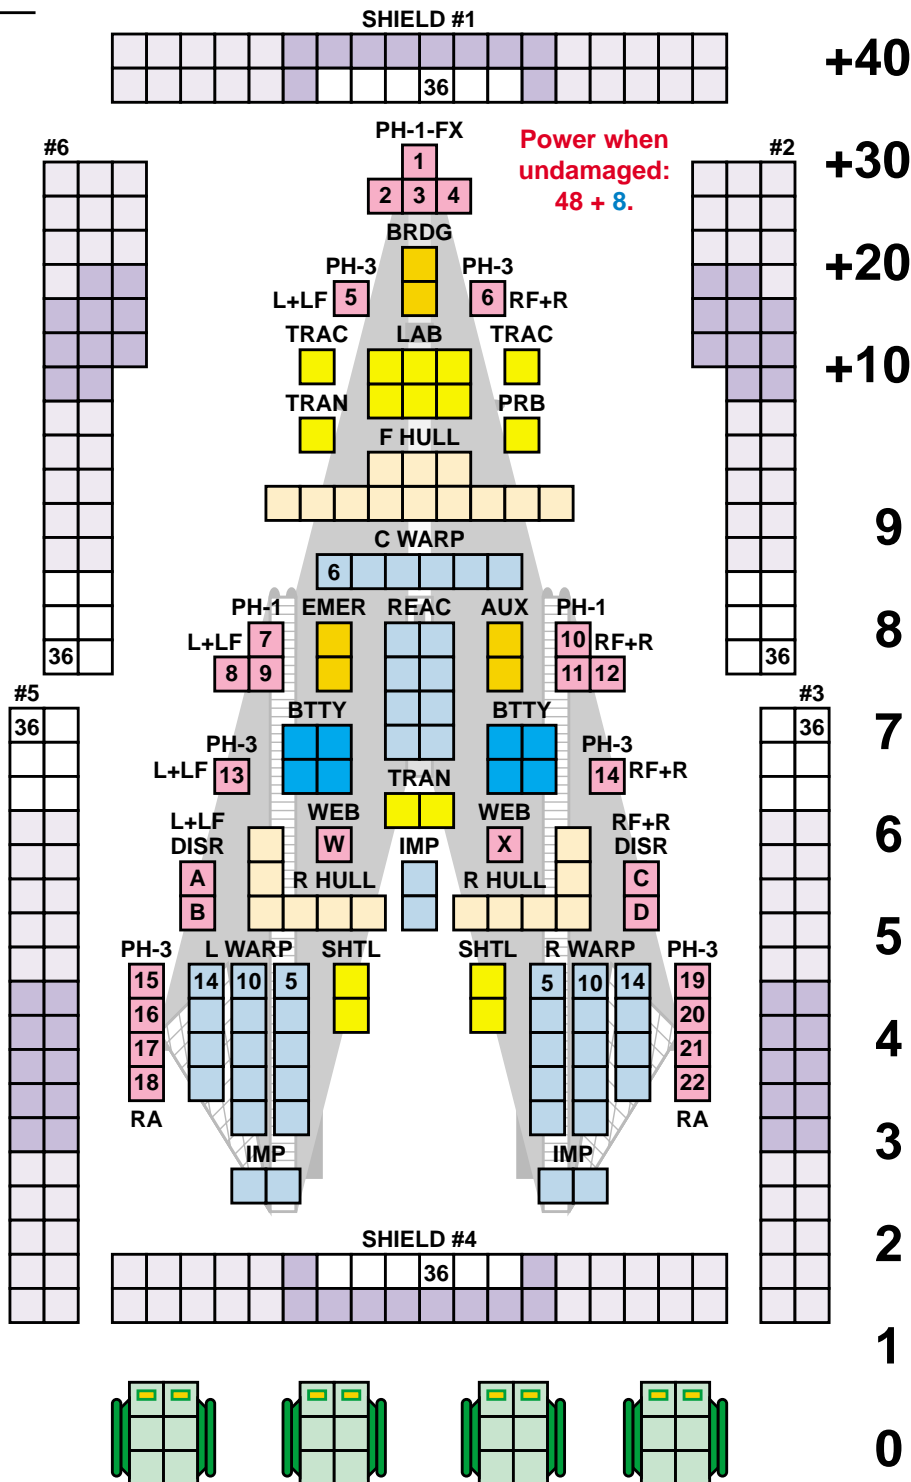 SHIELD #1
+40
36
PH-1-FX
1
2 3 4
Power when
undamaged:
48 + 8.
#6
#2
+30
BRDG
+20
PH-3
PH-3
L+LF 5
6 RF+R
TRAC LAB TRAC
+10
TRAN PRB
F HULL
9
C WARP
6
PH-1 EMER REAC AUX PH-1
L+LF 7
8 9
10 RF+R
11 12
8
36
36
#5
#3
36
36
7
BTTY BTTY
PH-3
L+LF 13
PH-3
14 RF+R
TRAN
6
L+LF
DISR
WEB
W
WEB
X
RF+R
DISR
IMP
A
B
C
D
R HULL R HULL
5
PH-3 L WARP SHTL SHTL R WARP PH-3
15 14 10 5 5 10 14 19
16 20
17 21
18 22
4
RA RA
3
IMP IMP
2
SHIELD #4
36
1
0